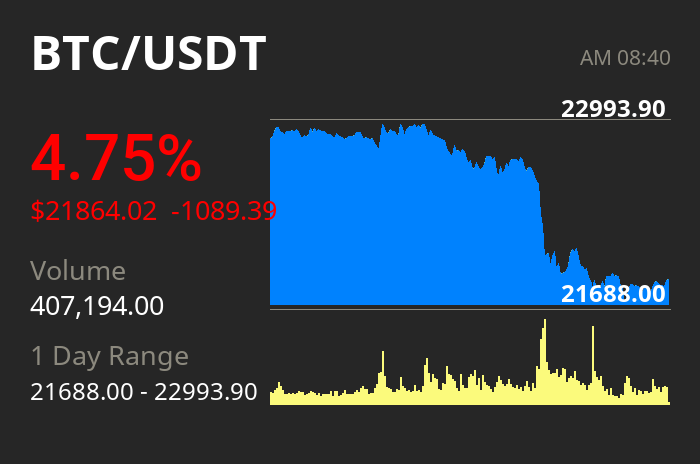 BTC/USDT
AM 08:40
4.75%
$21864.02 -1089.39
22993.90
21688.00
Volume
407,194.00
1 Day Range
21688.00 - 22993.90